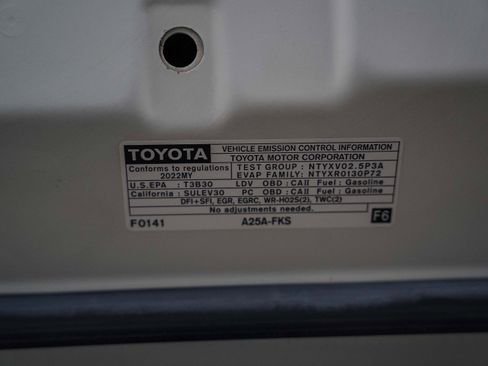 TOYOTA VEHICLE EMISSION CONTROL INFORMATION
TOYOTA MOTOR CORPORATION
Conforms to regulations TEST GROUP : NTYXV02.5P3A
2022MY EVAP FAMILY: NTYXR0130P72
U.S.EPA : T3B30 LDV OBD : CAII Fuel : Gasoline
California : SULEV30 PC OBD : CAII Fuel : Gasoline
DFI+SFI, EGR, EGRC, WR-HO2S(2), TWC(2)
No adjustments needed.
F0141 A25A-FKS F6